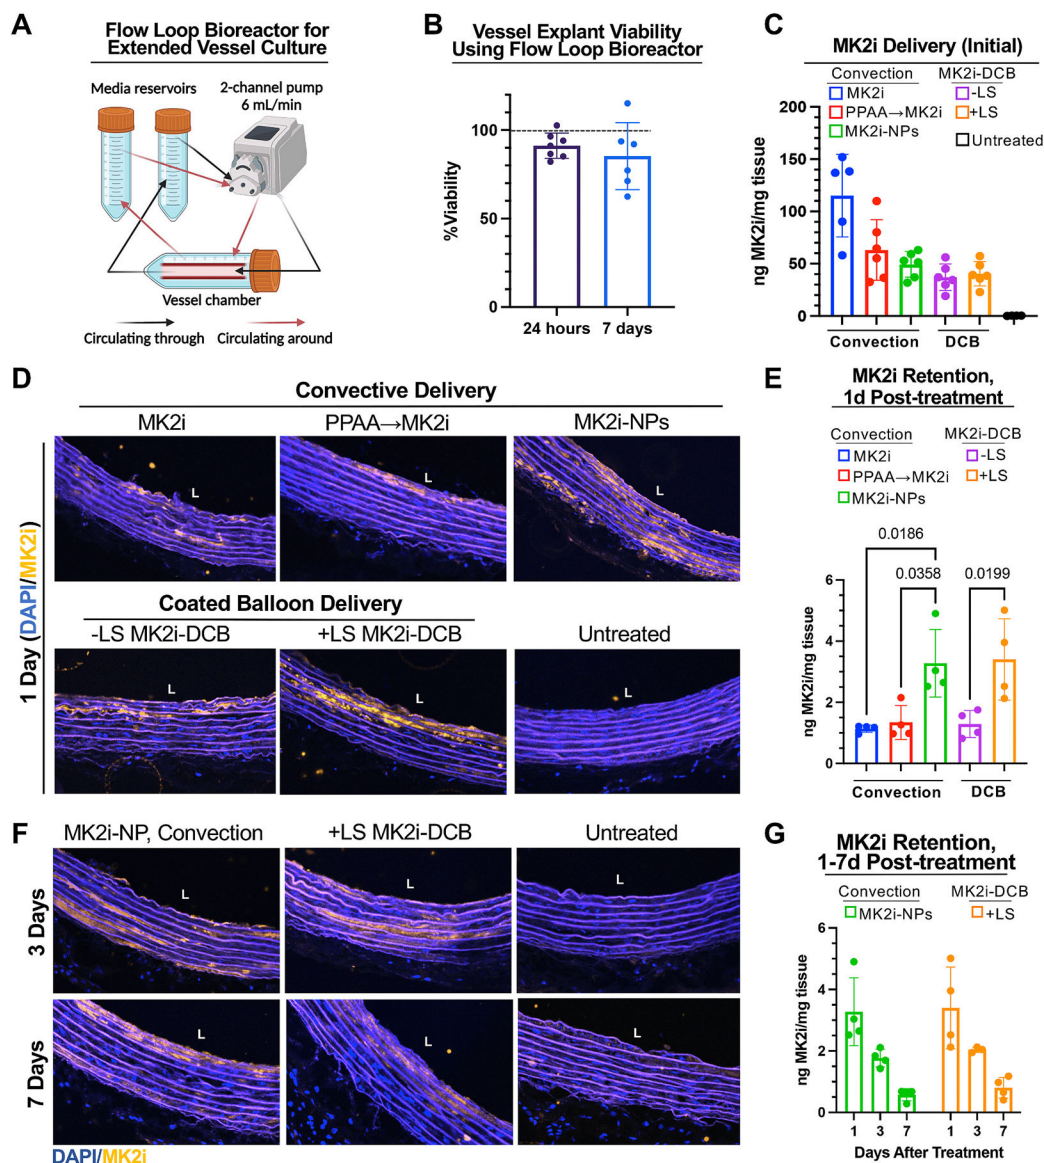 A
Flow Loop Bioreactor for
Extended Vessel Culture
Media reservoirs
2-channel pump
6 mL/min
Vessel chamber
Circulating through
Circulating around
B
Vessel Explant Viability
Using Flow Loop Bioreactor
%Viability
150
100
50
0
24 hours
7 days
C
MK2i Delivery (Initial)
Convection
MK2i-DCB
MK2i
-LS
PPAA→MK2i
+LS
MK2i-NPs
Untreated
ng MK2i/mg tissue
200
150
100
50
0
Convection
DCB
D
Convective Delivery
MK2i
PPAA→MK2i
MK2i-NPs
L
L
L
1 Day (DAPI/MK2i)
Coated Balloon Delivery
-LS MK2i-DCB
+LS MK2i-DCB
Untreated
L
L
L
E
MK2i Retention,
1d Post-treatment
Convection
MK2i-DCB
MK2i
-LS
PPAA→MK2i
+LS
MK2i-NPs
0.0186
0.0358
0.0199
ng MK2i/mg tissue
6
4
2
0
Convection
DCB
F
MK2i-NP, Convection
+LS MK2i-DCB
Untreated
3 Days
L
L
L
7 Days
L
L
L
DAPI/MK2i
G
MK2i Retention,
1-7d Post-treatment
Convection
MK2i-DCB
MK2i-NPs
+LS
ng MK2i/mg tissue
6
4
2
0
1 3 7 1 3 7
Days After Treatment